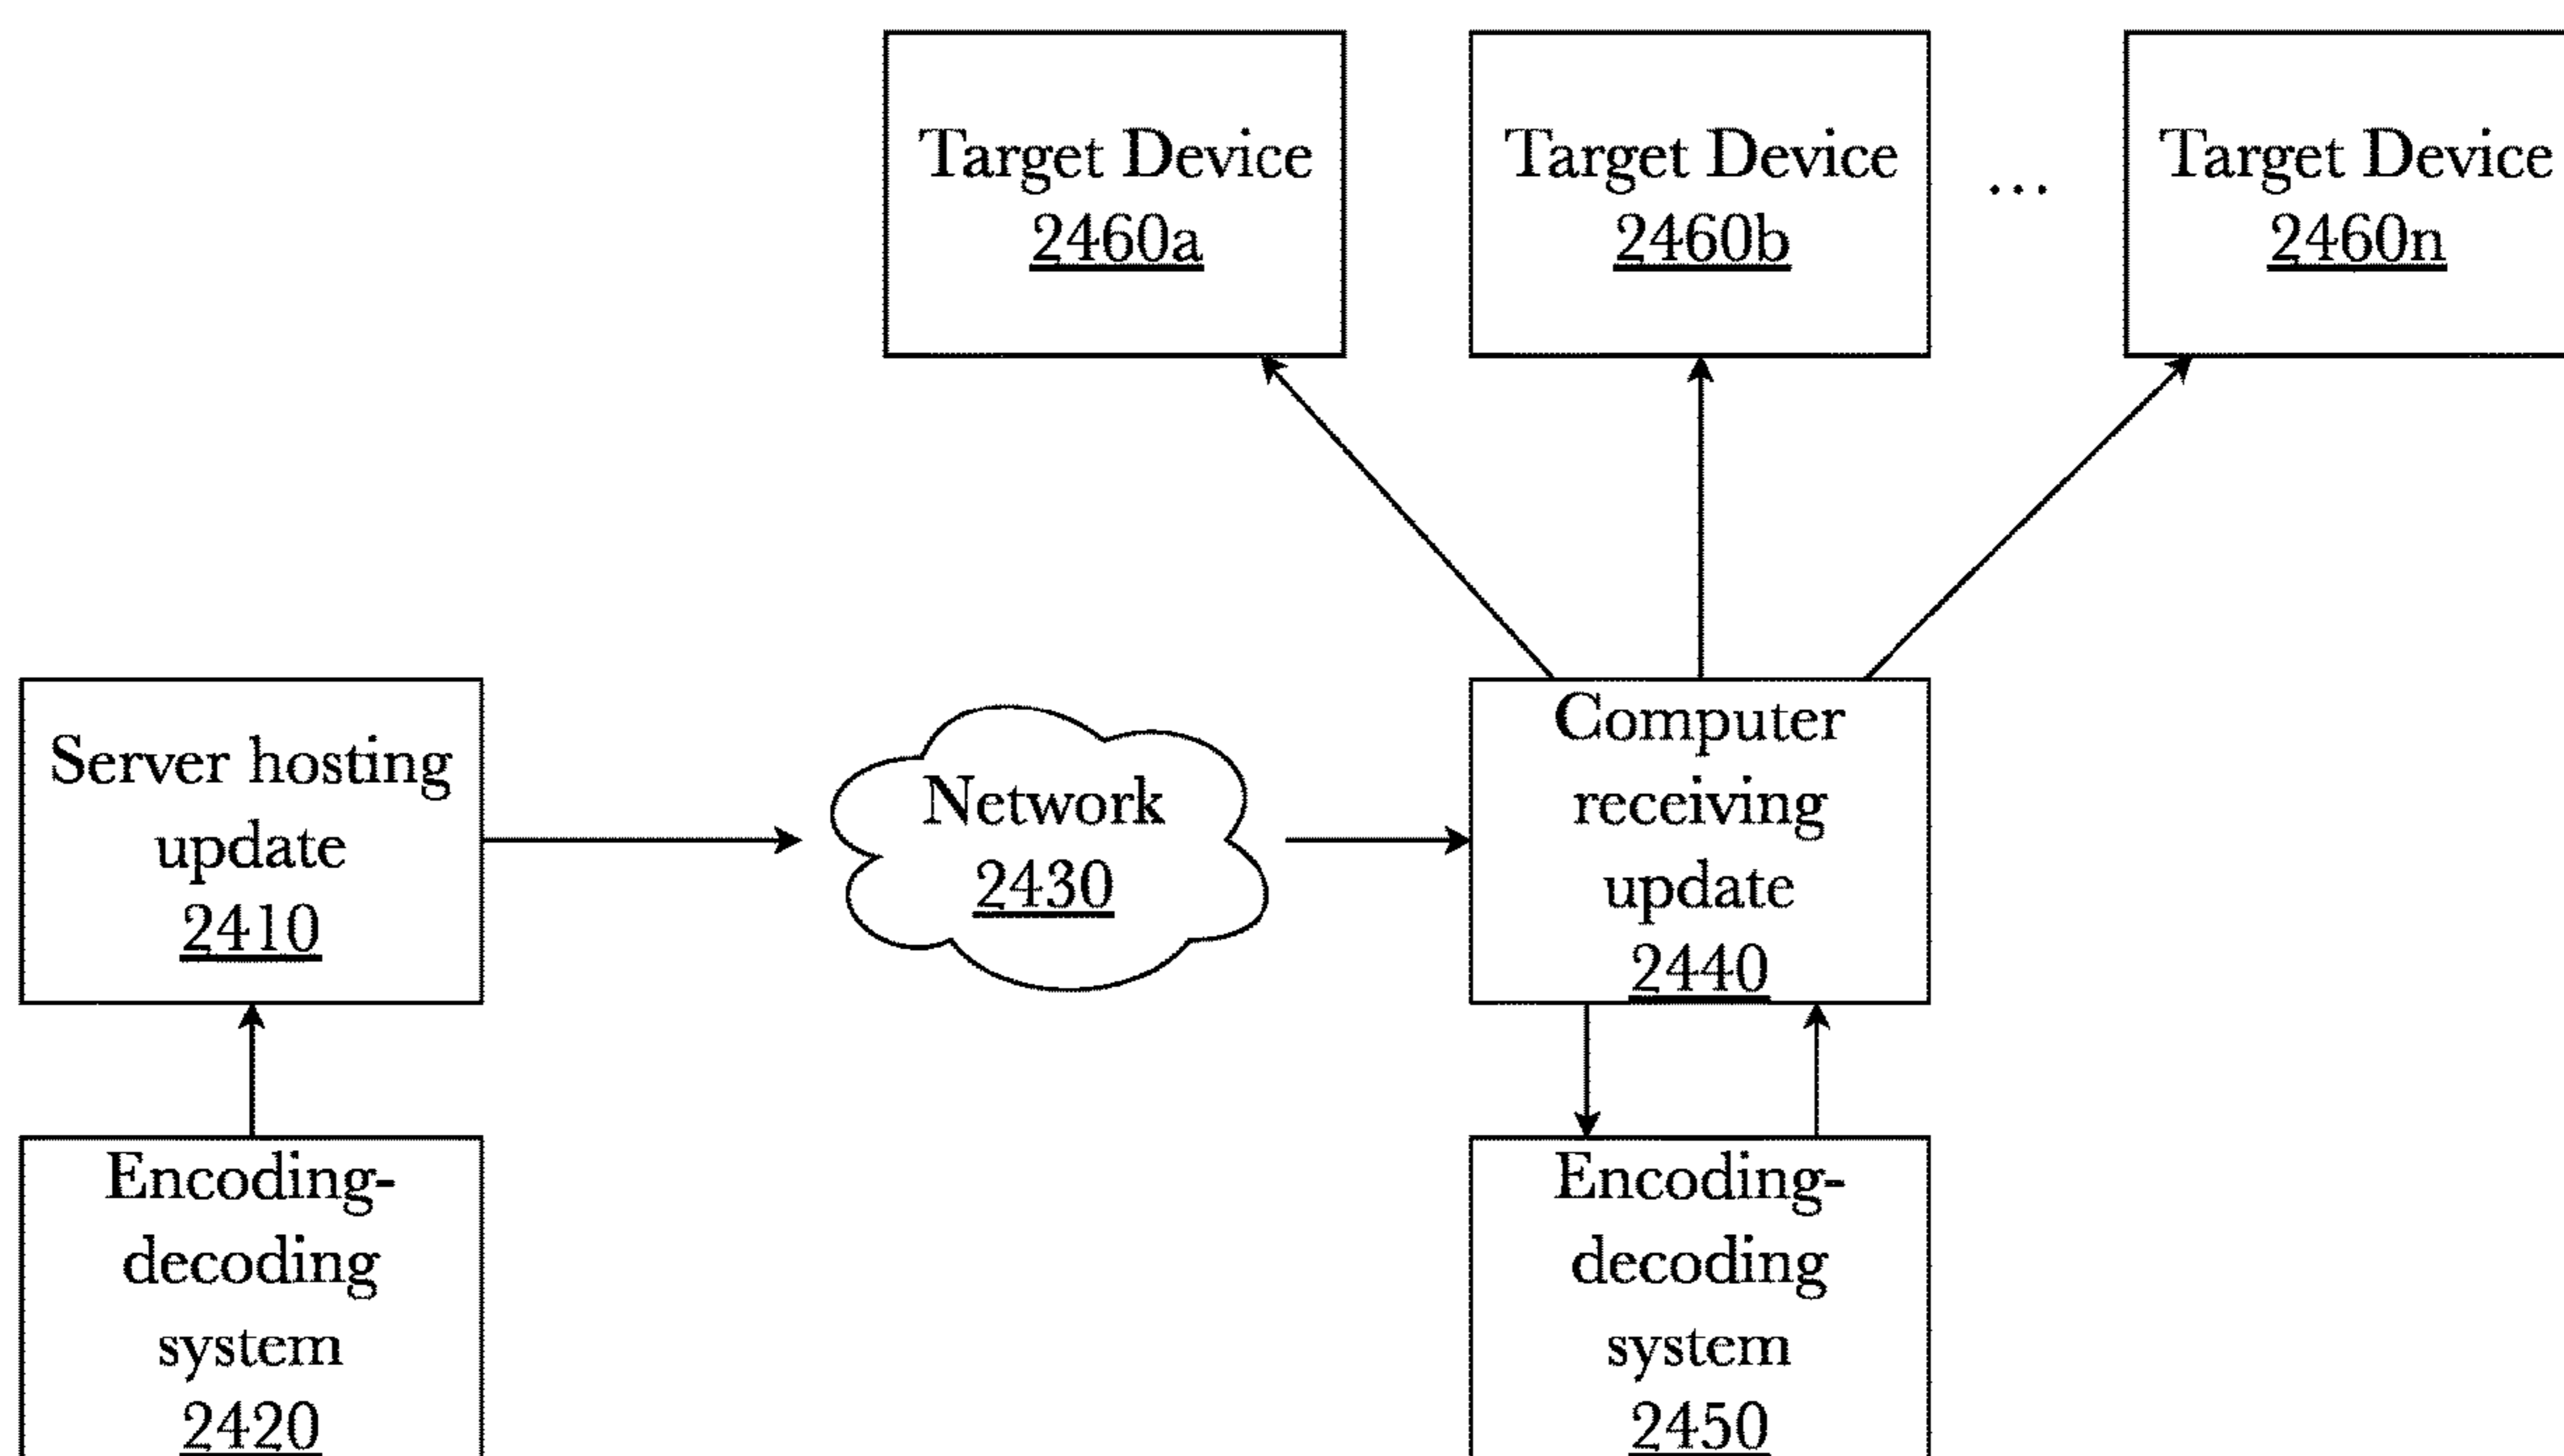 Target Device
2460a
Target Device
2460b
...
Target Device
2460n
Server hosting
update
2410
Network
2430
Computer
receiving
update
2440
Encoding-
decoding
system
2420
Encoding-
decoding
system
2450